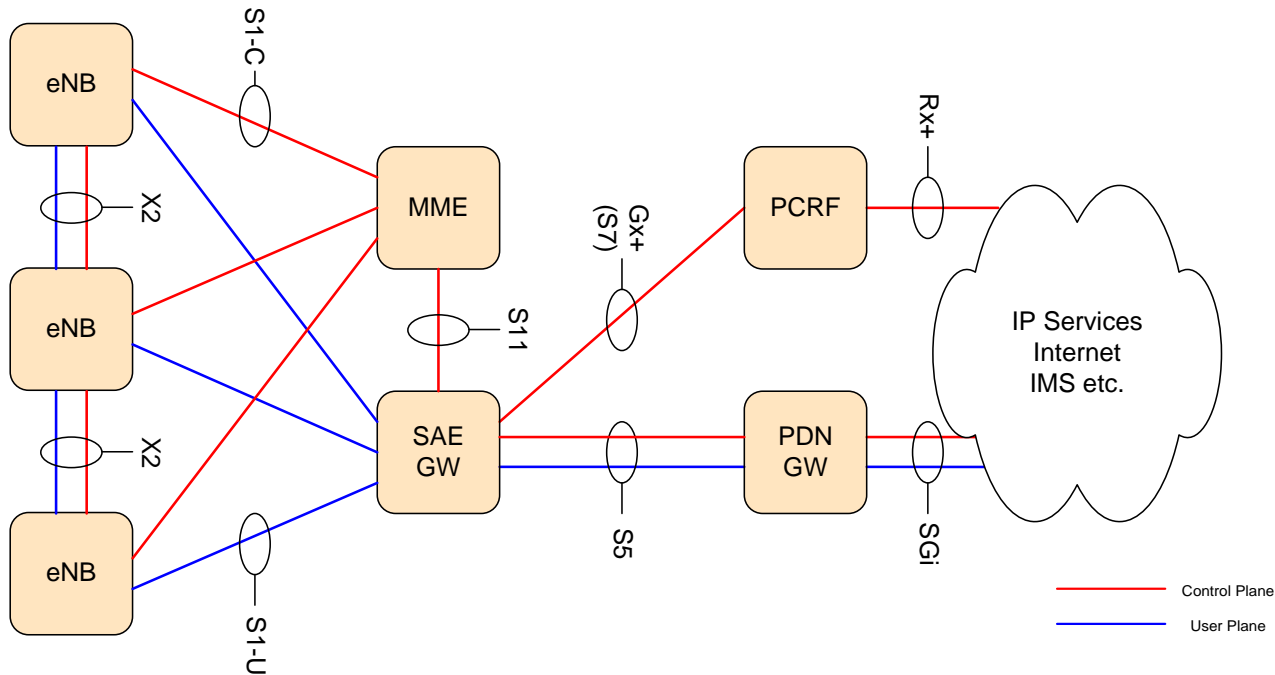 S1-C
eNB
Rx+
MME
PCRF
X2
Gx+
(S7)
eNB
S11
IP Services
Internet
IMS etc.
SAE
GW
PDN
GW
X2
S5
SGi
eNB
S1-U
Control Plane
User Plane